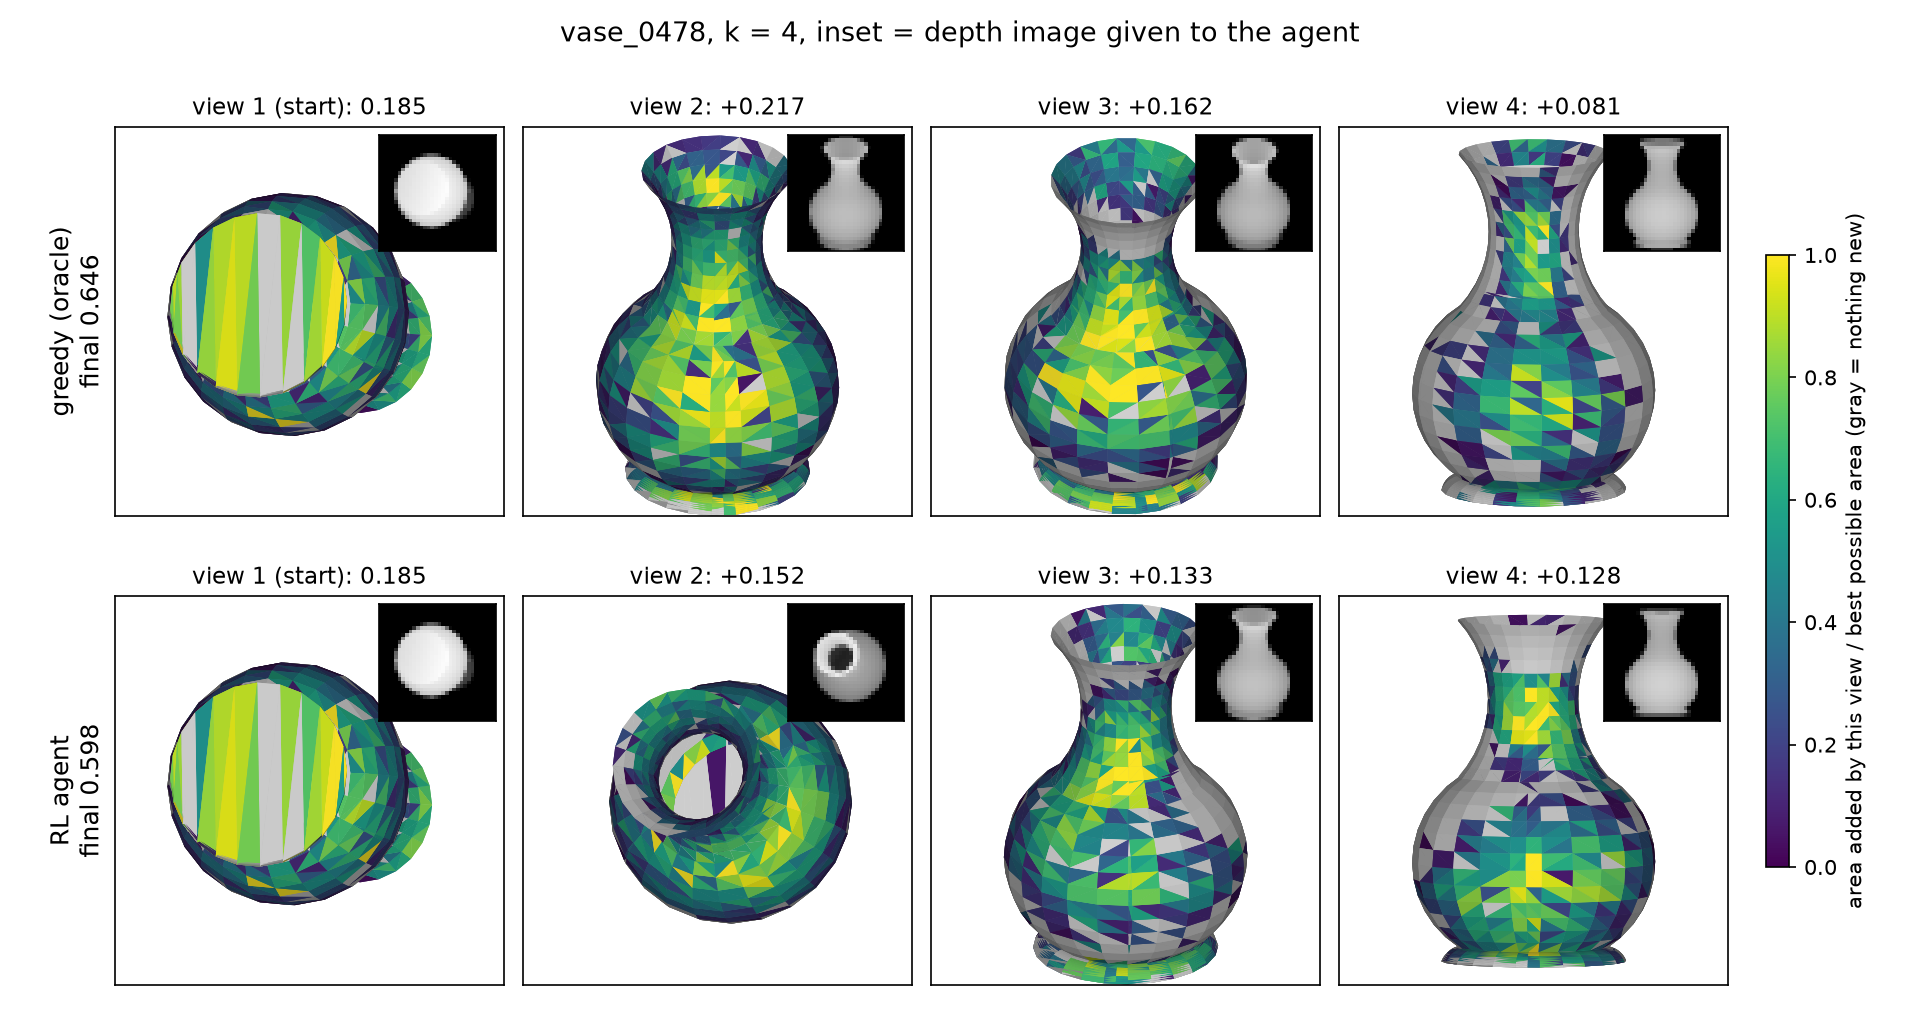 vase_0478, k = 4, inset = depth image given to the agent
greedy (oracle)
final 0.646
view 1 (start): 0.185
view 2: +0.217
view 3: +0.162
view 4: +0.081
RL agent
final 0.598
view 1 (start): 0.185
view 2: +0.152
view 3: +0.133
view 4: +0.128
1.0
0.8
0.6
0.4
0.2
0.0
area added by this view / best possible area (gray = nothing new)